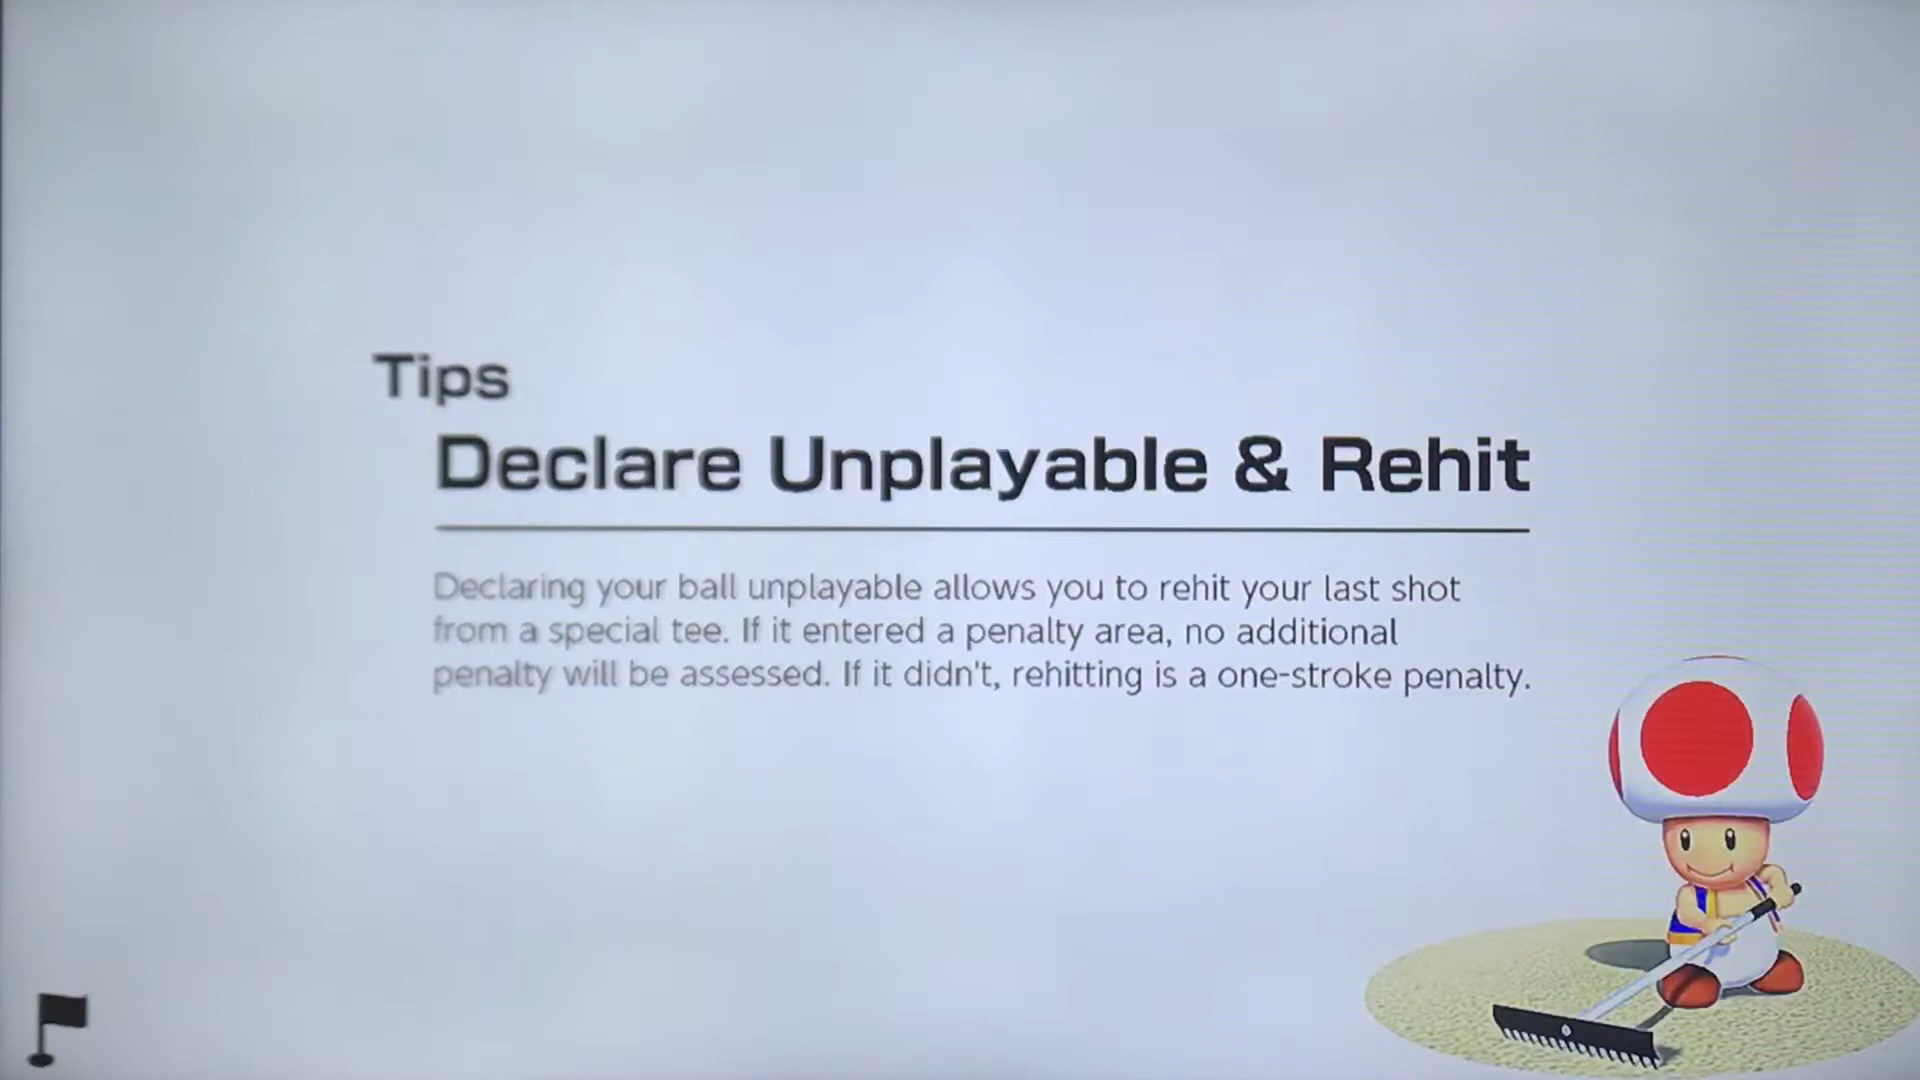 Tips
Declare Unplayable & Rehit
Declaring your ball unplayable allows you to rehit your last shot
from a special tee. If it entered a penalty area, no additional
penalty will be assessed. If it didn't, rehitting is a one-stroke penalty.